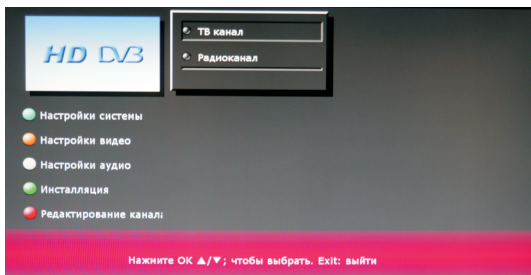 HD DVB
ТВ канал
Радиоканал
Настройки системы
Настройки видео
Настройки аудио
Инсталляция
Редактирование канал
Нажмите OK ▲/▼; чтобы выбрать. Exit: выйти